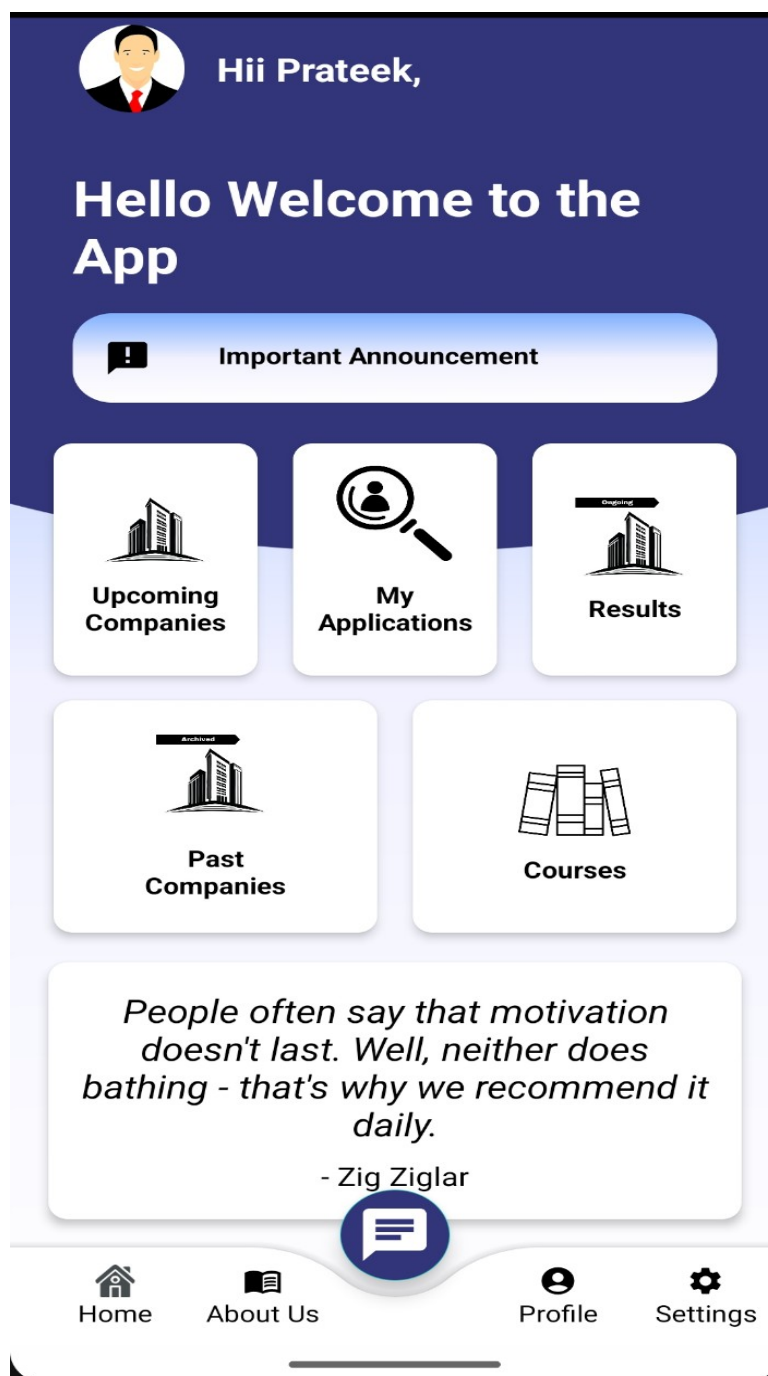 Hii Prateek,
Hello Welcome to the
App
Important Announcement
Upcoming
Companies
My
Applications
Ongoing
Results
Archived
Past
Companies
Courses
People often say that motivation
doesn't last. Well, neither does
bathing - that's why we recommend it
daily.
- Zig Ziglar
Home
About Us
Profile
Settings